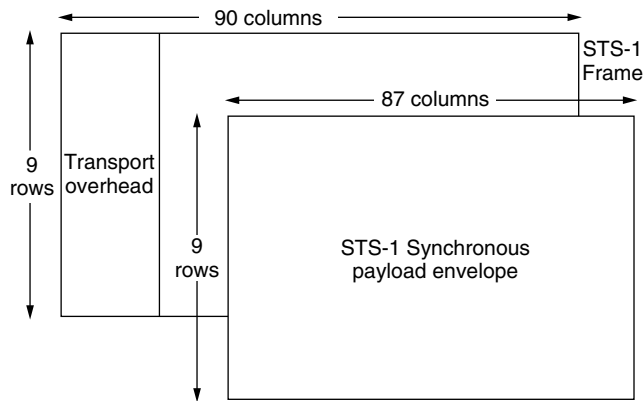 90 columns
STS-1
Frame
87 columns
Transport
overhead
9
rows
9
rows
STS-1 Synchronous
payload envelope